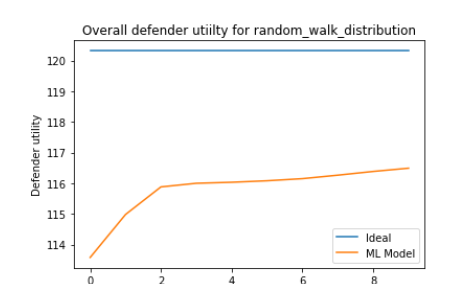 Overall defender utiilty for random_walk_distribution
120
119
118
117
116
115
114
Defender utility
Ideal
ML Model
0 2 4 6 8